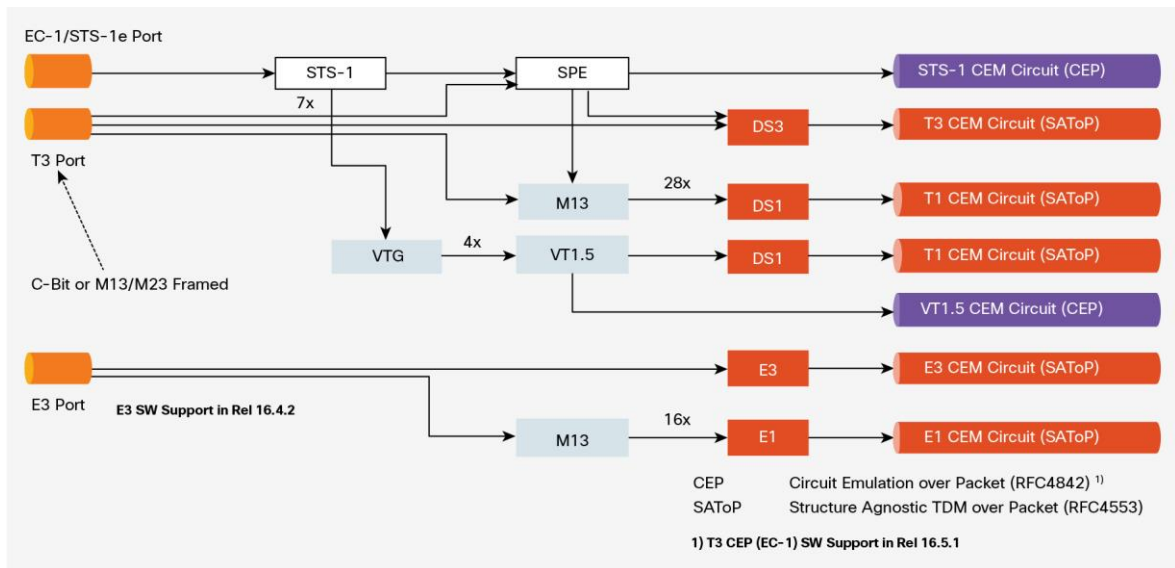 EC-1/STS-1e Port
STS-1
SPE
STS-1 CEM Circuit (CEP)
7x
DS3
T3 CEM Circuit (SAToP)
T3 Port
28x
M13
DS1
T1 CEM Circuit (SAToP)
4x
VTG
VT1.5
DS1
T1 CEM Circuit (SAToP)
C-Bit or M13/M23 Framed
VT1.5 CEM Circuit (CEP)
E3
E3 CEM Circuit (SAToP)
E3 Port
E3 SW Support in Rel 16.4.2
16x
M13
E1
E1 CEM Circuit (SAToP)
CEP Circuit Emulation over Packet (RFC4842) 1)
SAToP Structure Agnostic TDM over Packet (RFC4553)
1) T3 CEP (EC-1) SW Support in Rel 16.5.1